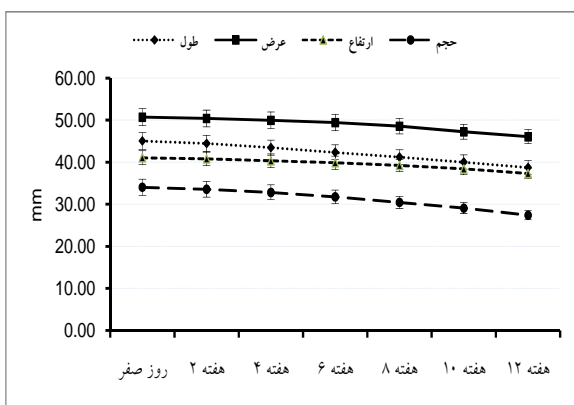 طول عرض ارتفاع حجم
60.00
50.00
40.00
30.00
20.00
10.00
0.00
mm
روز صفر هفته ۲ هفته ۴ هفته ۶ هفته ۸ هفته ۱۰ هفته ۱۲